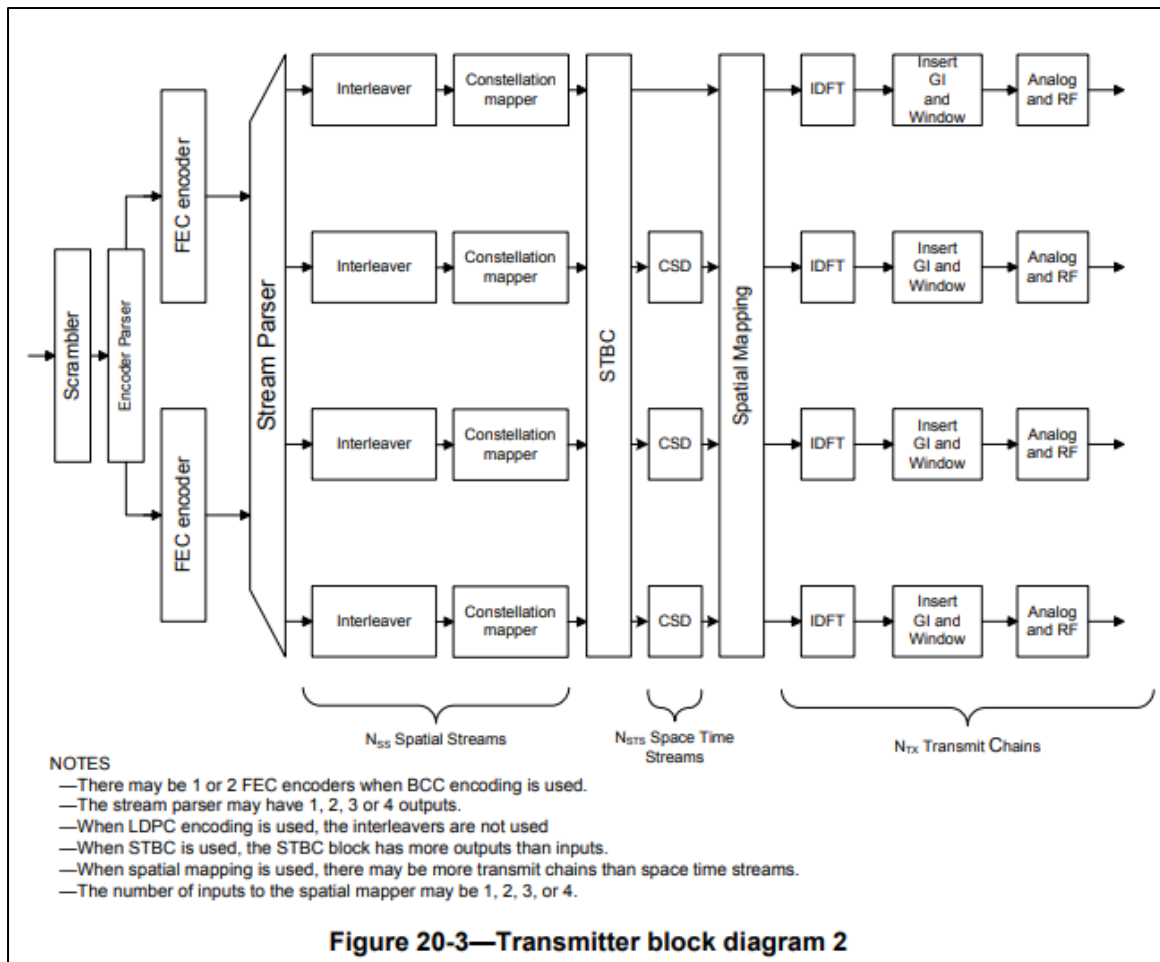 Scrambler
Encoder Parser
FEC encoder
FEC encoder
Stream Parser
Interleaver
Constellation
mapper
Interleaver
Constellation
mapper
Interleaver
Constellation
mapper
Interleaver
Constellation
mapper
STBC
CSD
CSD
CSD
Spatial Mapping
IDFT
Insert
GI
and
Window
Analog
and RF
IDFT
Insert
GI and
Window
Analog
and RF
IDFT
Insert
GI and
Window
Analog
and RF
IDFT
Insert
GI and
Window
Analog
and RF
NSS Spatial Streams
NSTS Space Time
Streams
NTX Transmit Chains
NOTES
—There may be 1 or 2 FEC encoders when BCC encoding is used.
—The stream parser may have 1, 2, 3 or 4 outputs.
—When LDPC encoding is used, the interleavers are not used
—When STBC is used, the STBC block has more outputs than inputs.
—When spatial mapping is used, there may be more transmit chains than space time streams.
—The number of inputs to the spatial mapper may be 1, 2, 3, or 4.
Figure 20-3—Transmitter block diagram 2